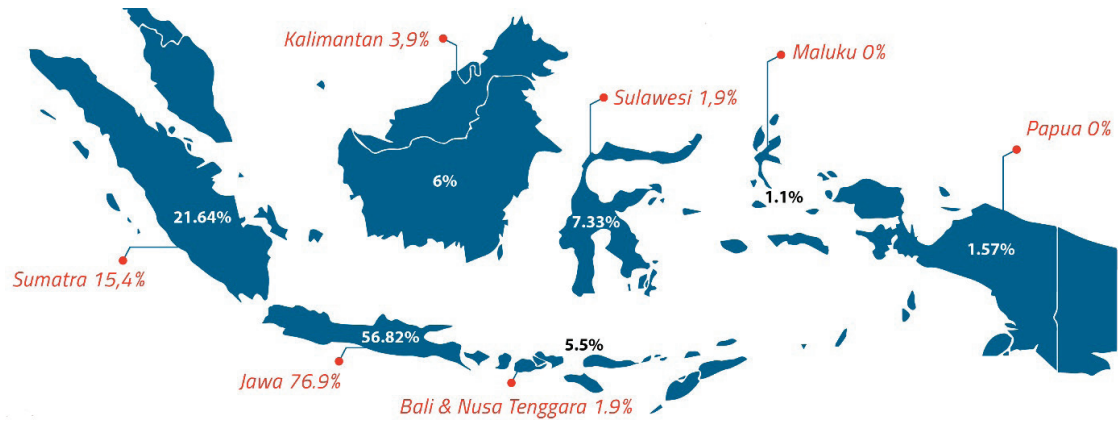 Kalimantan 3,9%
Maluku 0%
Sulawesi 1,9%
Papua 0%
6%
1.1%
21.64%
7.33%
1.57%
Sumatra 15,4%
56.82%
5.5%
Jawa 76.9%
Bali & Nusa Tenggara 1.9%